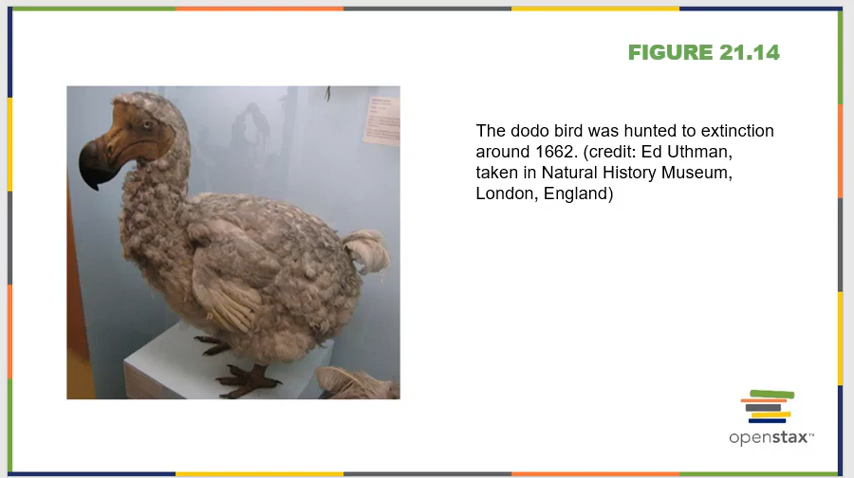 FIGURE 21.14
The dodo bird was hunted to extinction
around 1662. (credit: Ed Uthman,
taken in Natural History Museum,
London, England)
openstax™